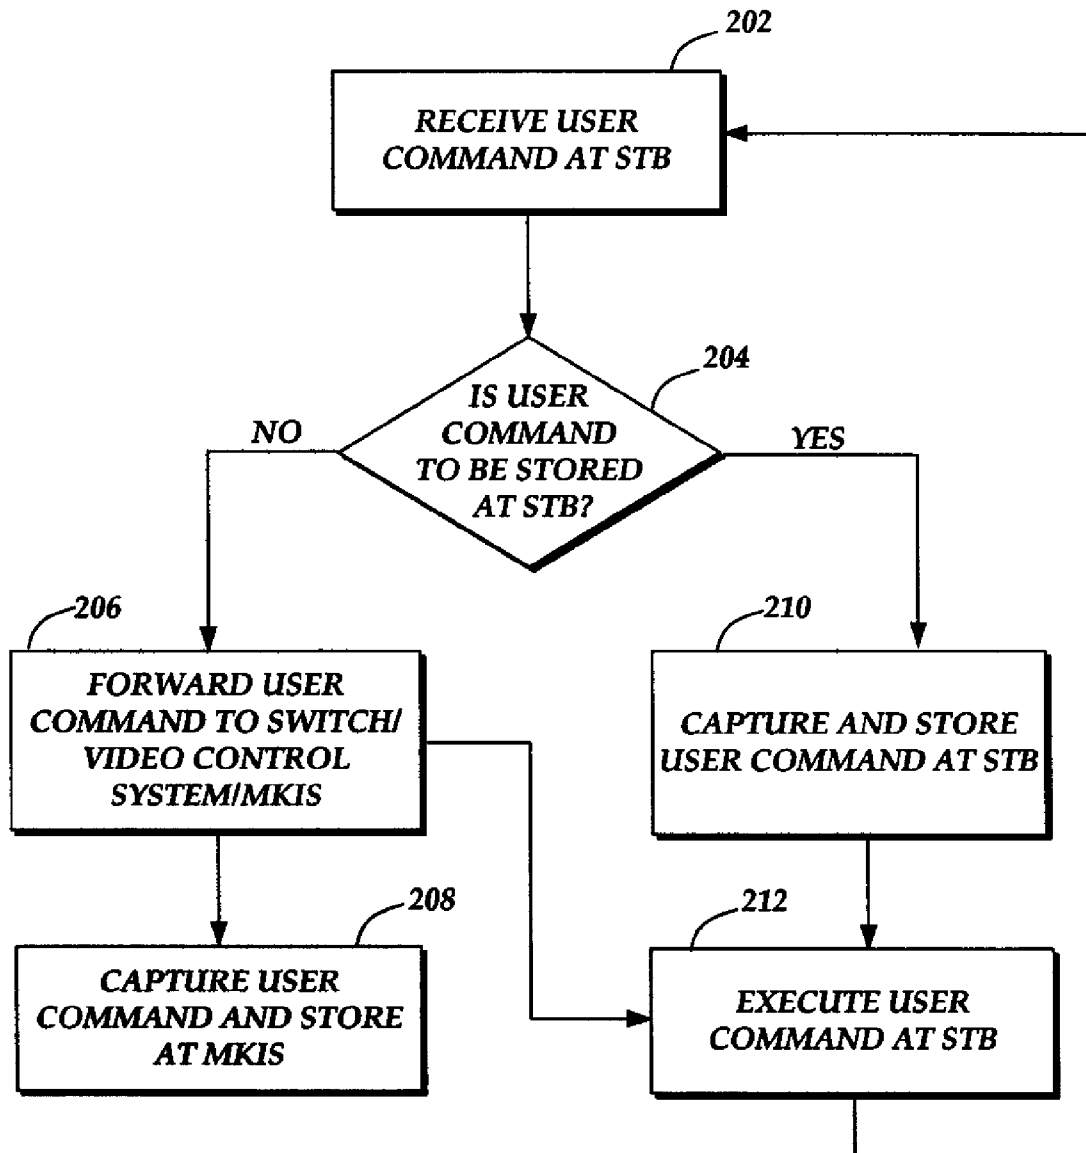 202
RECEIVE USER
COMMAND AT STB
204
IS USER
COMMAND
TO BE STORED
AT STB?
NO
YES
206
FORWARD USER
COMMAND TO SWITCH/
VIDEO CONTROL
SYSTEM/MKIS
210
CAPTURE AND STORE
USER COMMAND AT STB
208
CAPTURE USER
COMMAND AND STORE
AT MKIS
212
EXECUTE USER
COMMAND AT STB